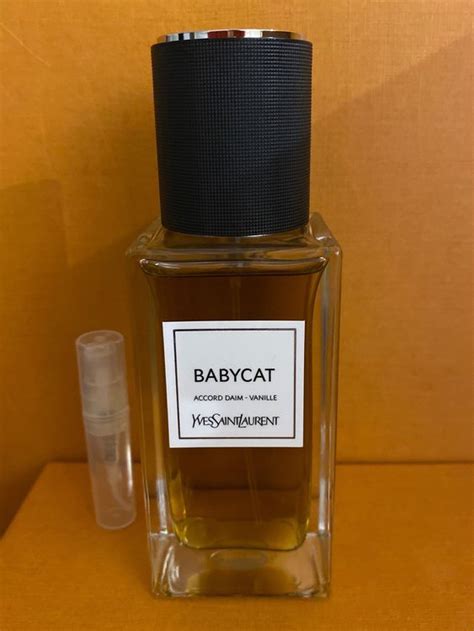 BABYCAT
ACCORD DAIM - VANILLE
YVESSAINTLAURENT